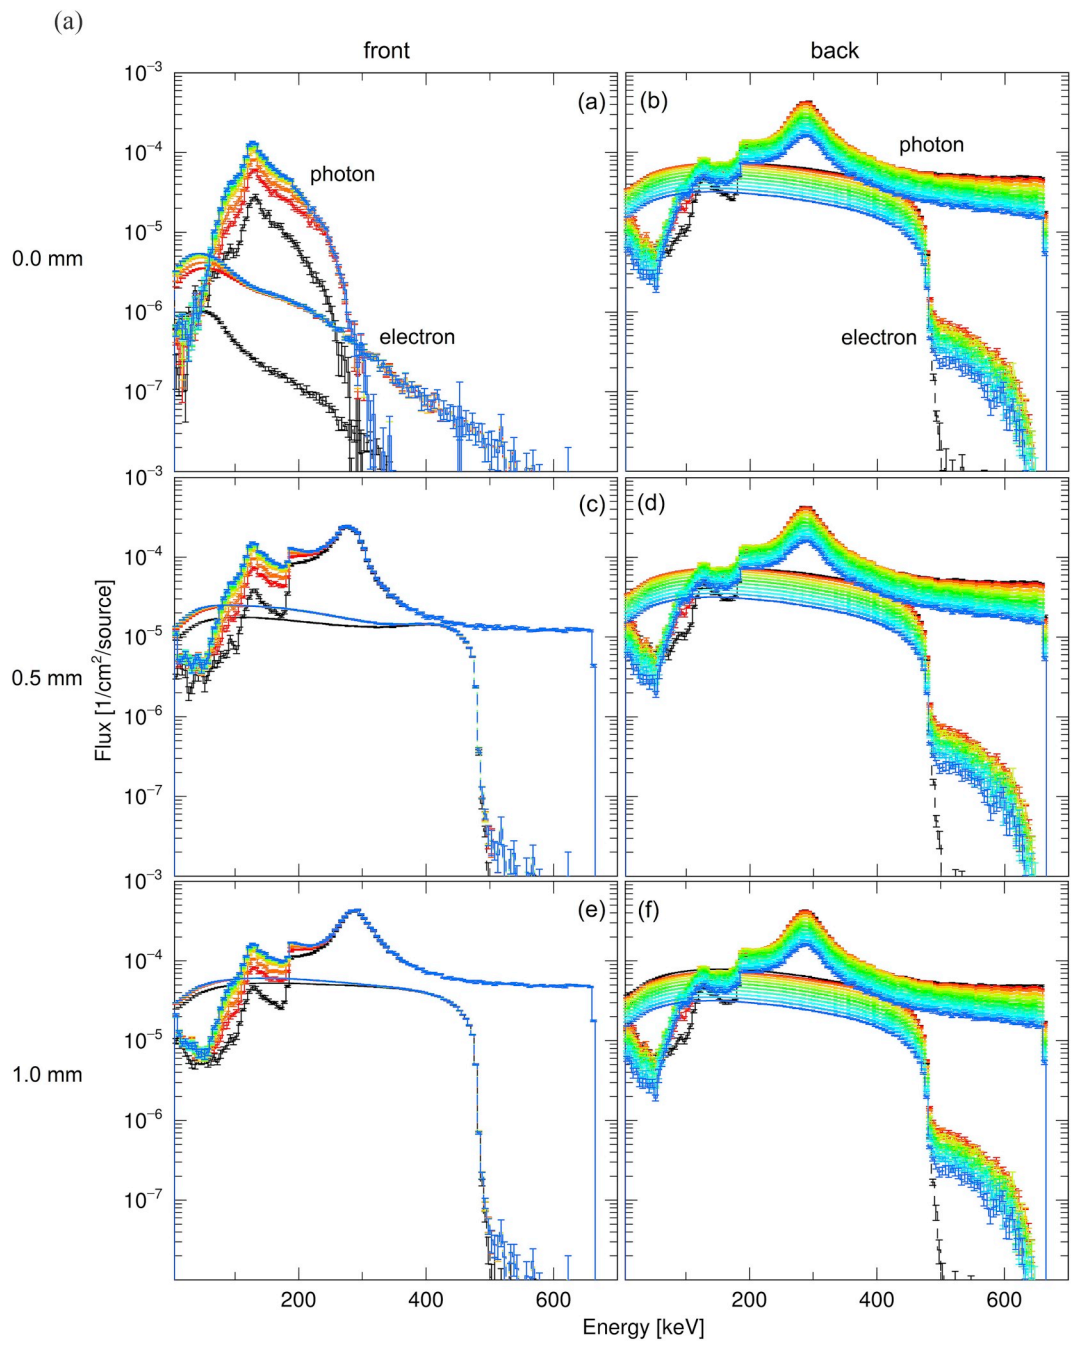 (a)
front back
10−3
(a) (b)
10−4
photon photon
10−5
0.0 mm
10−6
electron electron
10−7
10−3
10−3
(c) (d)
10−4
10−5
0.5 mm
Flux [1/cm2/source]
10−6
10−7
10−3
(e) (f)
10−4
10−5
1.0 mm
10−6
10−7
200 400 600 200 400 600
Energy [keV]